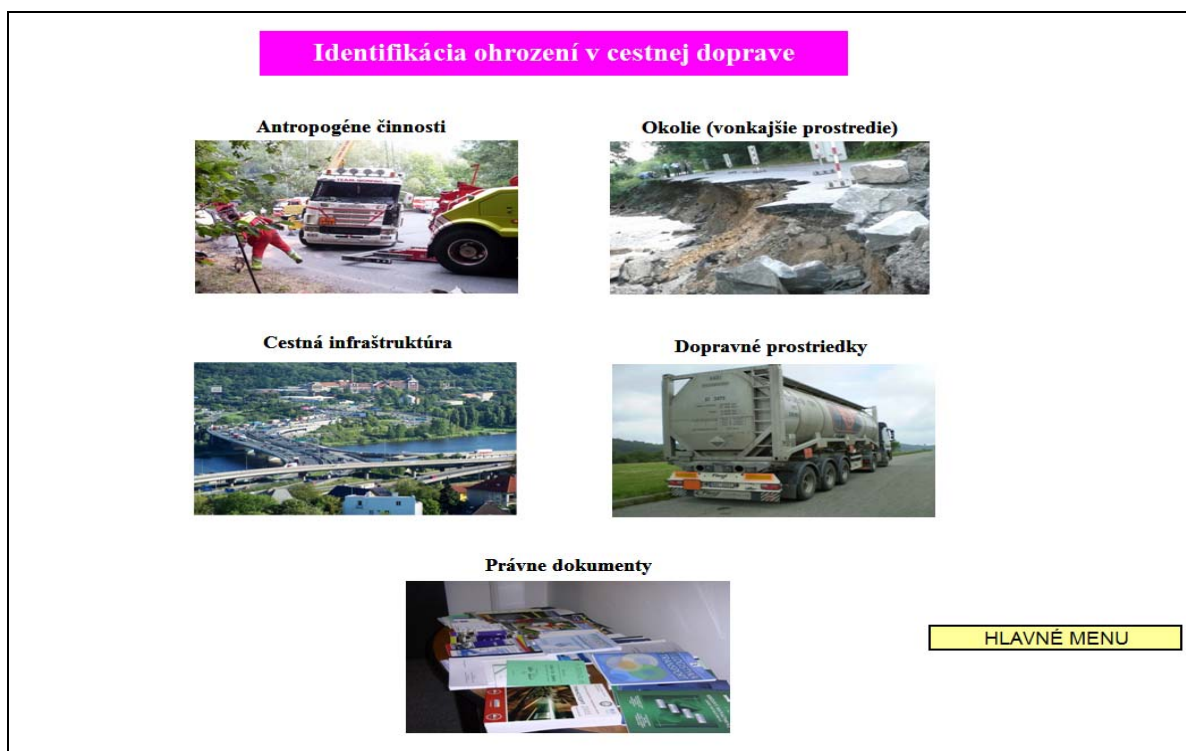 Identifikácia ohrození v cestnej doprave
Antropogéne činnosti
Okolie (vonkajšie prostredie)
Cestná infraštruktúra
Dopravné prostriedky
Právne dokumenty
HLAVNÉ MENU